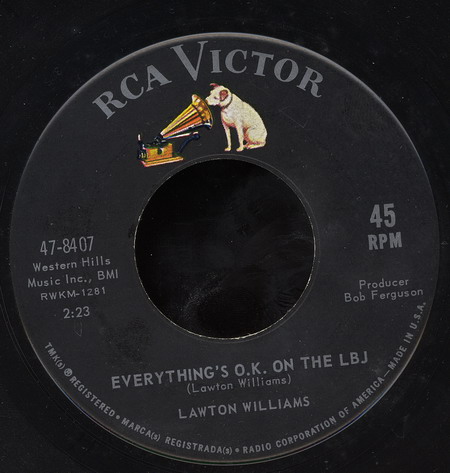 RCA VICTOR
47-8407
Western Hills
Music Inc., BMI
RWKM-1281
2:23
45
RPM
Producer
Bob Ferguson
EVERYTHING'S O.K. ON THE LBJ
(Lawton Williams)
LAWTON WILLIAMS
TMK(s) ® REGISTERED • MARCA(s) REGISTRADA(s) • RADIO CORPORATION OF AMERICA — MADE IN U.S.A.